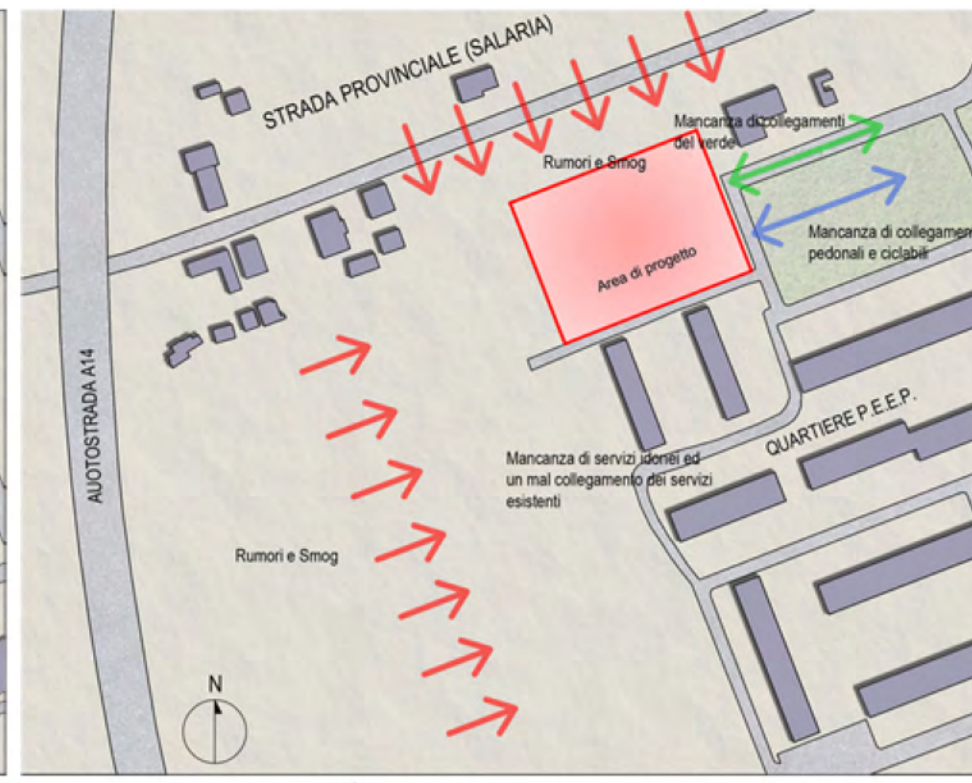 STRADA PROVINCIALE (SALARIA)
Mancanza di collegamenti
del verde
Rumori e Smog
Mancanza di collegamen
pedonali e ciclabili
Area di progetto
AUOTOSTRADA A14
QUARTIERE P.E.E.P.
Mancanza di servizi idonei ed
un mal collegamento dei servizi
esistenti
Rumori e Smog
N